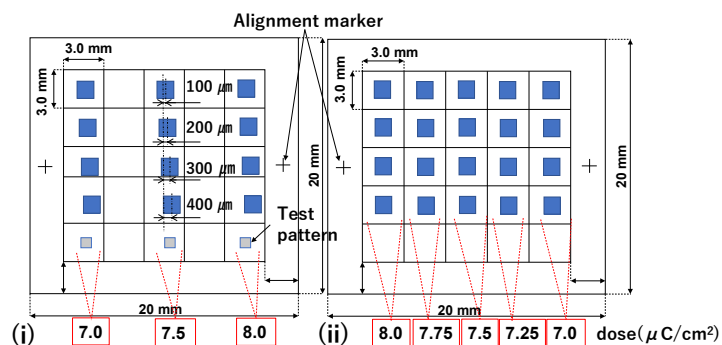 Alignment marker
3.0 mm
3.0 mm
100 μm
200 μm
300 μm
400 μm
Test
pattern
20 mm
20 mm
(i)
7.0
7.5
8.0
3.0 mm
3.0 mm
20 mm
20 mm
(ii)
8.0
7.75
7.5
7.25
7.0
dose(μC/cm²)